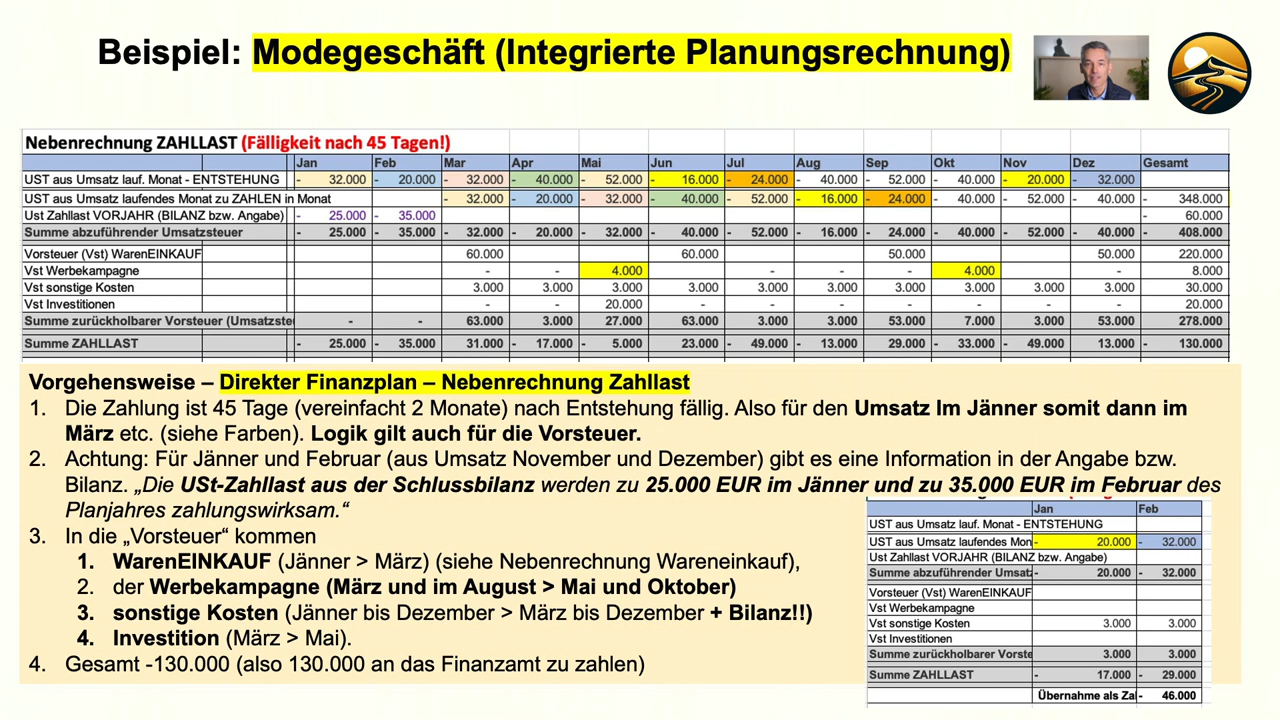 Beispiel: Modegeschäft (Integrierte Planungsrechnung)
Nebenrechnung ZAHLLAST (Fälligkeit nach 45 Tagen!)
Jan Feb Mar Apr Mai Jun Jul Aug Sep Okt Nov Dez Gesamt
UST aus Umsatz lauf. Monat - ENTSTEHUNG - 32.000 - 20.000 - 32.000 - 40.000 - 52.000 - 16.000 - 24.000 - 40.000 - 52.000 - 40.000 - 20.000 - 32.000
UST aus Umsatz laufendes Monat zu ZAHLEN in Monat - 32.000 - 20.000 - 32.000 - 40.000 - 52.000 - 16.000 - 24.000 - 40.000 - 52.000 - 40.000 - 348.000
Ust Zahllast VORJAHR (BILANZ bzw. Angabe) - 25.000 - 35.000 - 60.000
Summe abzuführender Umsatzsteuer - 25.000 - 35.000 - 32.000 - 20.000 - 32.000 - 40.000 - 52.000 - 16.000 - 24.000 - 40.000 - 52.000 - 40.000 - 408.000
Vorsteuer (Vst) WarenEINKAUF 60.000 60.000 50.000 50.000 220.000
Vst Werbekampagne - - 4.000 - - - - 4.000 - 8.000
Vst sonstige Kosten 3.000 3.000 3.000 3.000 3.000 3.000 3.000 3.000 3.000 3.000 30.000
Vst Investitionen - - 20.000 - - - - - - 20.000
Summe zurückholbarer Vorsteuer (Umsatzste - - 63.000 3.000 27.000 63.000 3.000 3.000 53.000 7.000 3.000 53.000 278.000
Summe ZAHLLAST - 25.000 - 35.000 31.000 - 17.000 - 5.000 23.000 - 49.000 - 13.000 29.000 - 33.000 - 49.000 13.000 - 130.000
Vorgehensweise – Direkter Finanzplan – Nebenrechnung Zahllast
1. Die Zahlung ist 45 Tage (vereinfacht 2 Monate) nach Entstehung fällig. Also für den Umsatz Im Jänner somit dann im
März etc. (siehe Farben). Logik gilt auch für die Vorsteuer.
2. Achtung: Für Jänner und Februar (aus Umsatz November und Dezember) gibt es eine Information in der Angabe bzw.
Bilanz. „Die USt-Zahllast aus der Schlussbilanz werden zu 25.000 EUR im Jänner und zu 35.000 EUR im Februar des
Planjahres zahlungswirksam.“
3. In die „Vorsteuer“ kommen
1. WarenEINKAUF (Jänner > März) (siehe Nebenrechnung Wareneinkauf),
2. der Werbekampagne (März und im August > Mai und Oktober)
3. sonstige Kosten (Jänner bis Dezember > März bis Dezember + Bilanz!!)
4. Investition (März > Mai).
4. Gesamt -130.000 (also 130.000 an das Finanzamt zu zahlen)
Jan Feb
UST aus Umsatz lauf. Monat - ENTSTEHUNG
UST aus Umsatz laufendes Mon - 20.000 - 32.000
Ust Zahllast VORJAHR (BILANZ bzw. Angabe)
Summe abzuführender Umsatz - 20.000 - 32.000
Vorsteuer (Vst) WarenEINKAUF
Vst Werbekampagne
Vst sonstige Kosten 3.000 3.000
Vst Investitionen
Summe zurückholbarer Vorste 3.000 3.000
Summe ZAHLLAST - 17.000 - 29.000
Übernahme als Zal - 46.000